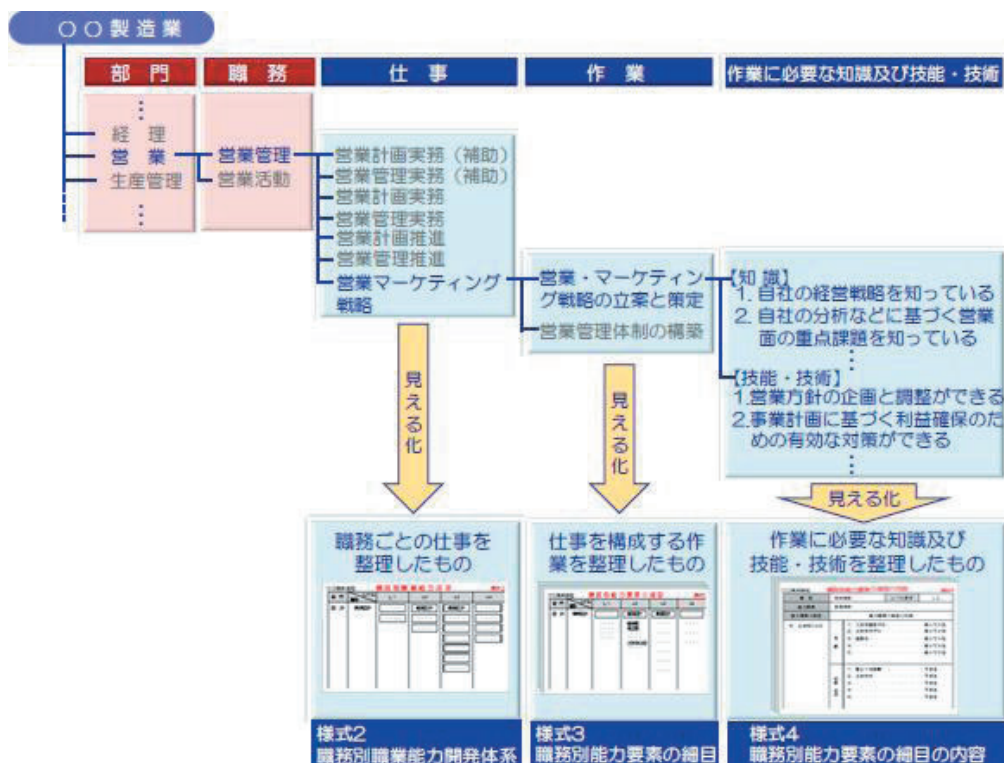 〇〇製造業
部門
職務
仕事
作業
作業に必要な知識及び技能・技術
⋮
経理
営業
生産管理
⋮
営業管理
営業活動
営業計画実務（補助）
営業管理実務（補助）
営業計画実務
営業管理実務
営業計画推進
営業管理推進
営業マーケティング
戦略
営業・マーケティン
グ戦略の立案と策定
営業管理体制の構築
【知識】
1. 自社の経営戦略を知っている
2. 自社の分析などに基づく営業
面の重点課題を知っている
⋮
【技能・技術】
1.営業方針の企画と調整ができる
2.事業計画に基づく利益確保のた
めの有効な対策ができる
⋮
見える化
見える化
見える化
職務ごとの仕事を
整理したもの
仕事を構成する作
業を整理したもの
作業に必要な知識及び
技能・技術を整理したもの
様式2
職務別職業能力開発体系
様式3
職務別能力要素の細目
様式4
職務別能力要素の細目の内容